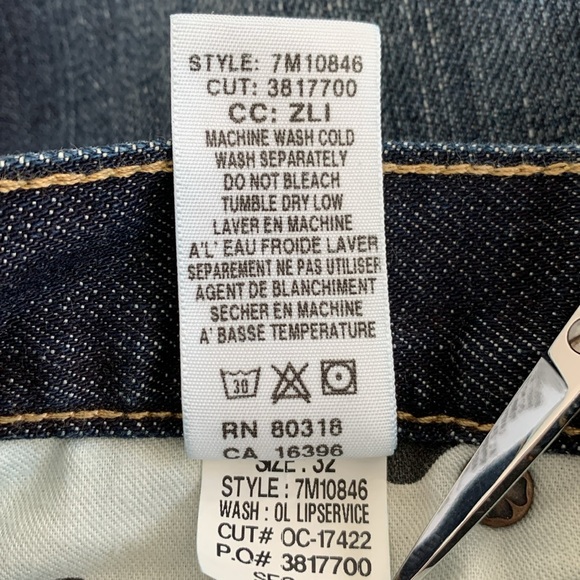 STYLE: 7M10846
CUT: 3817700
CC: ZLI
MACHINE WASH COLD
WASH SEPARATELY
DO NOT BLEACH
TUMBLE DRY LOW
LAVER EN MACHINE
A'L' EAU FROIDE LAVER
SEPAREMENT NE PAS UTILISER
AGENT DE BLANCHIMENT
SECHER EN MACHINE
A' BASSE TEMPERATURE
30
RN 80318
CA 16396
SIZE: 32
STYLE: 7M10846
WASH: OL LIPSERVICE
CUT# OC-17422
P.O# 3817700